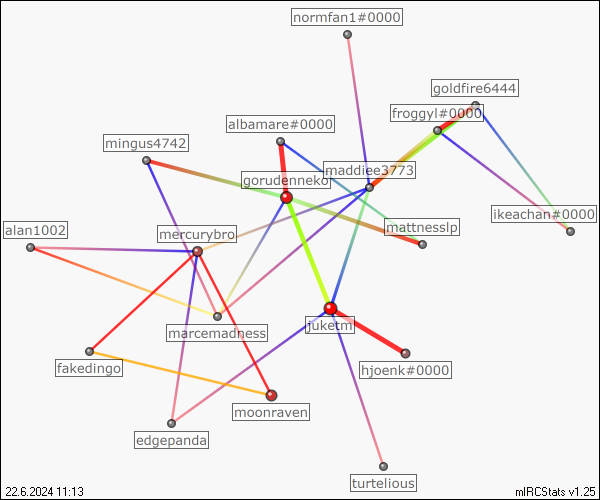 normfan1#0000
goldfire6444
froggyl#0000
albamare#0000
mingus4742
maddiee3773
gorudenneko
ikeachan#0000
mattnesslp
alan1002
mercurybro
marcemadness
juketm
fakedingo
hjoenk#0000
moonraven
edgepanda
turtelious
22.6.2024 11:13
mIRCStats v1.25